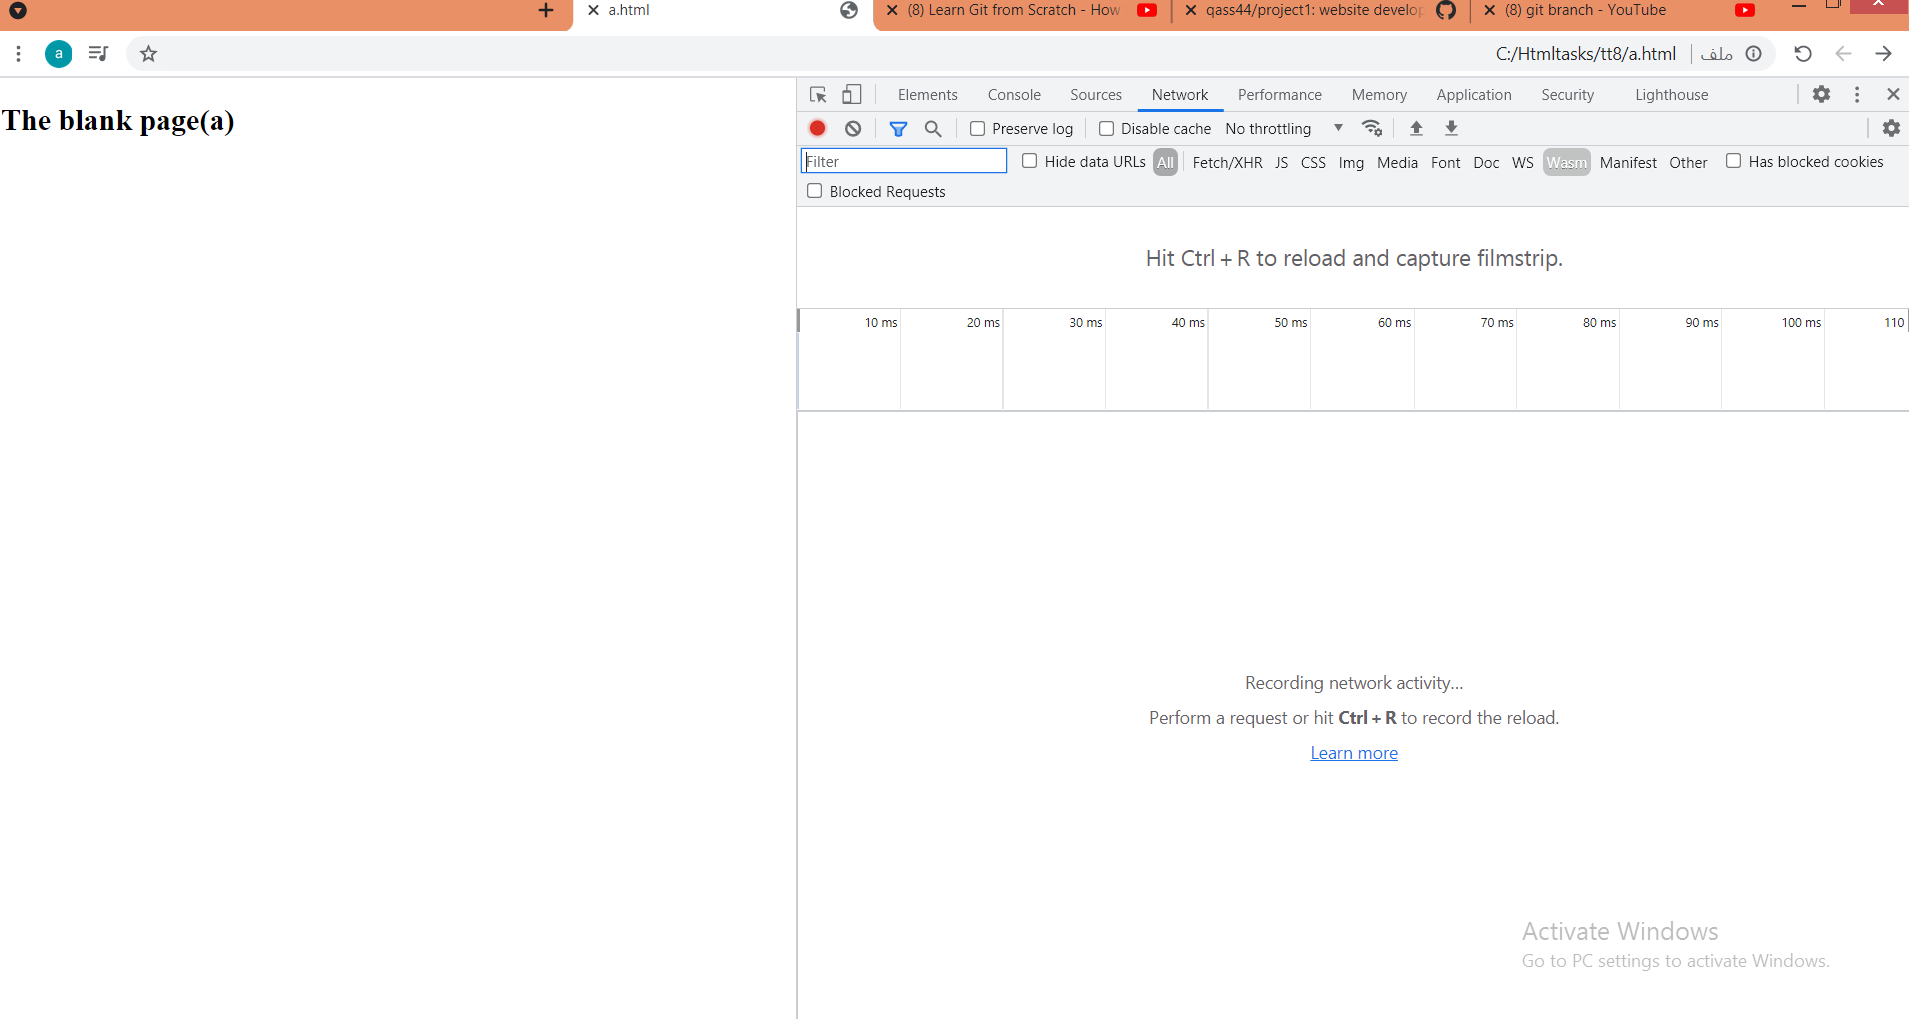 a.html
(8) Learn Git from Scratch - How
qass44/project1: website develop
(8) git branch - YouTube
a
C:/Htmltasks/tt8/a.html
ملف
The blank page(a)
Elements Console Sources Network Performance Memory Application Security Lighthouse
Preserve log Disable cache No throttling
Filter Hide data URLs All Fetch/XHR JS CSS Img Media Font Doc WS Wasm Manifest Other Has blocked cookies
Blocked Requests
Hit Ctrl + R to reload and capture filmstrip.
10 ms 20 ms 30 ms 40 ms 50 ms 60 ms 70 ms 80 ms 90 ms 100 ms 110
Recording network activity...
Perform a request or hit Ctrl + R to record the reload.
Learn more
Activate Windows
Go to PC settings to activate Windows.